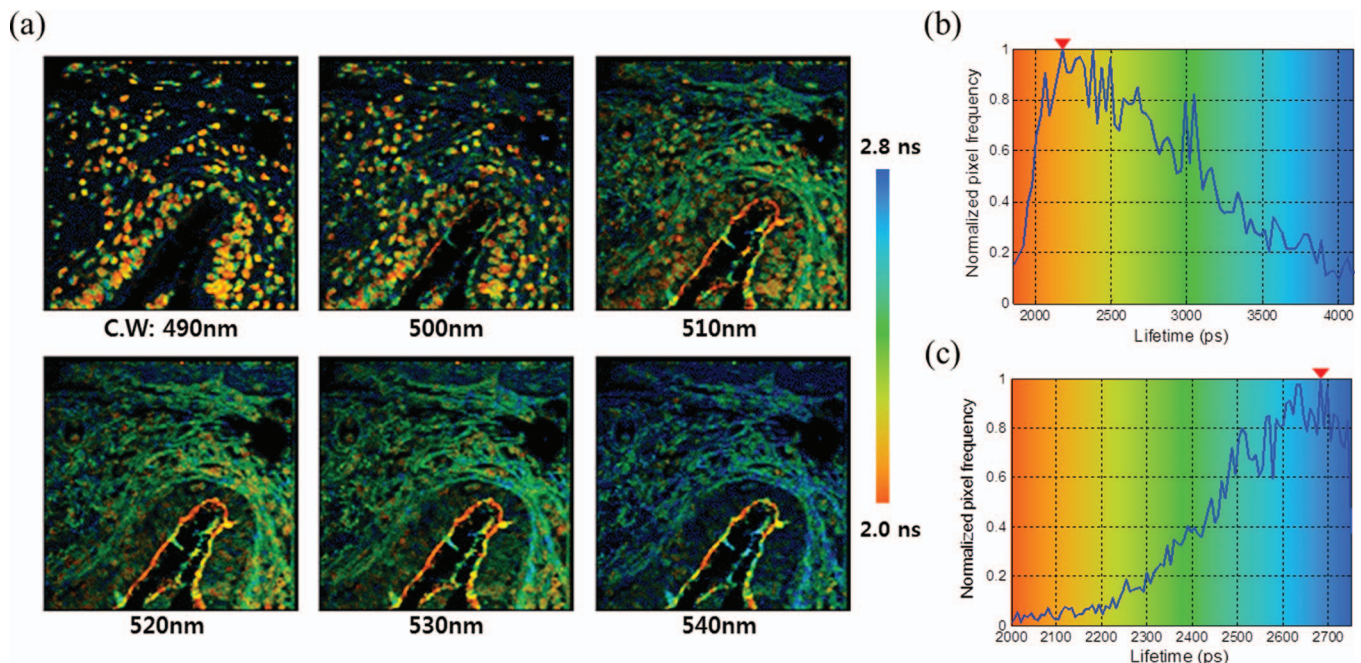 (a)
C.W: 490nm
500nm
510nm
520nm
530nm
540nm
2.8 ns
2.0 ns
(b)
Normalized pixel frequency
1
0.8
0.6
0.4
0.2
0
2000 2500 3000 3500 4000
Lifetime (ps)
(c)
Normalized pixel frequency
1
0.8
0.6
0.4
0.2
0
2000 2100 2200 2300 2400 2500 2600 2700
Lifetime (ps)